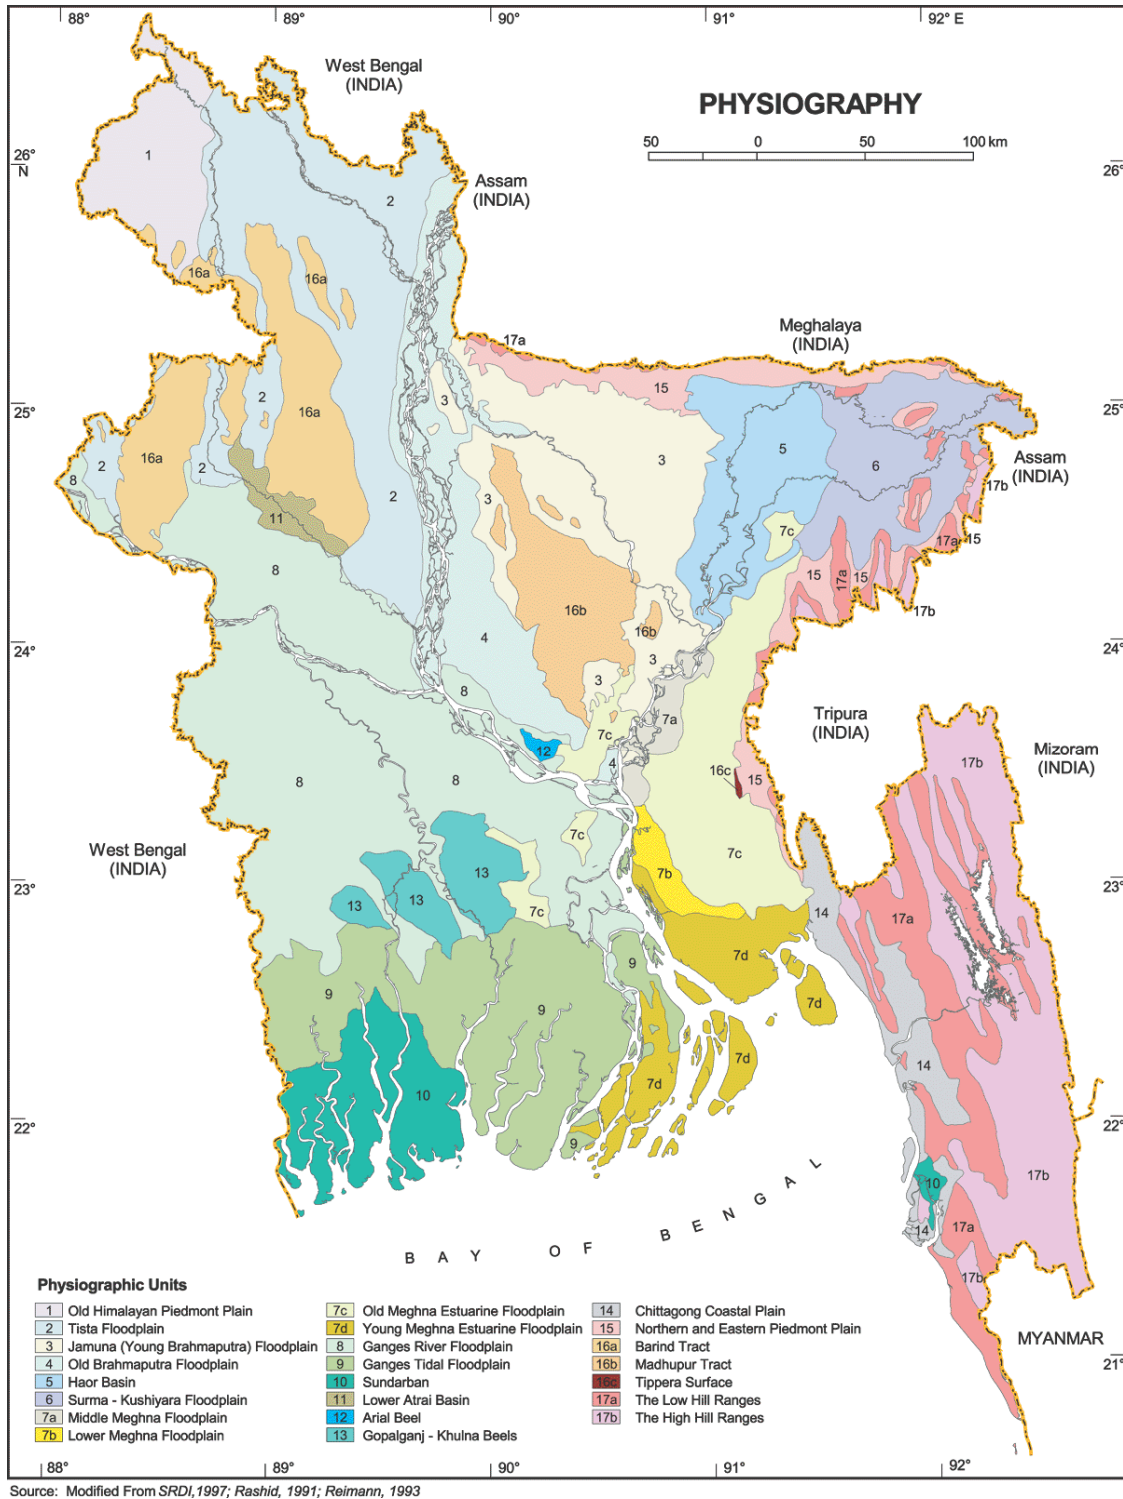 88°
89°
90°
91°
92° E
West Bengal
(INDIA)
PHYSIOGRAPHY
50 0 50 100 km
26°
N
26°
1
2
Assam
(INDIA)
16a
16a
Meghalaya
(INDIA)
17a
15
25°
25°
3
2
16a
5
3
6
Assam
(INDIA)
16a
2
2
8
17b
2
3
11
7c
17a
15
8
15
17a
15
16b
17b
16b
4
24°
24°
3
3
8
7a
Tripura
(INDIA)
7c
12
4
Mizoram
(INDIA)
17b
16c
15
8
8
7c
7c
West Bengal
(INDIA)
13
7b
23°
23°
13
13
7c
14
17a
7d
9
9
9
7d
7d
14
7d
10
22°
22°
9
17b
10
14
17a
BAY OF BENGAL
17b
Physiographic Units
1 Old Himalayan Piedmont Plain
2 Tista Floodplain
3 Jamuna (Young Brahmaputra) Floodplain
4 Old Brahmaputra Floodplain
5 Haor Basin
6 Surma - Kushiyara Floodplain
7a Middle Meghna Floodplain
7b Lower Meghna Floodplain
7c Old Meghna Estuarine Floodplain
7d Young Meghna Estuarine Floodplain
8 Ganges River Floodplain
9 Ganges Tidal Floodplain
10 Sundarban
11 Lower Atrai Basin
12 Arial Beel
13 Gopalganj - Khulna Beels
14 Chittagong Coastal Plain
15 Northern and Eastern Piedmont Plain
16a Barind Tract
16b Madhupur Tract
16c Tippera Surface
17a The Low Hill Ranges
17b The High Hill Ranges
MYANMAR
21°
88°
89°
90°
91°
92°
Source: Modified From SRDI,1997; Rashid, 1991; Reimann, 1993